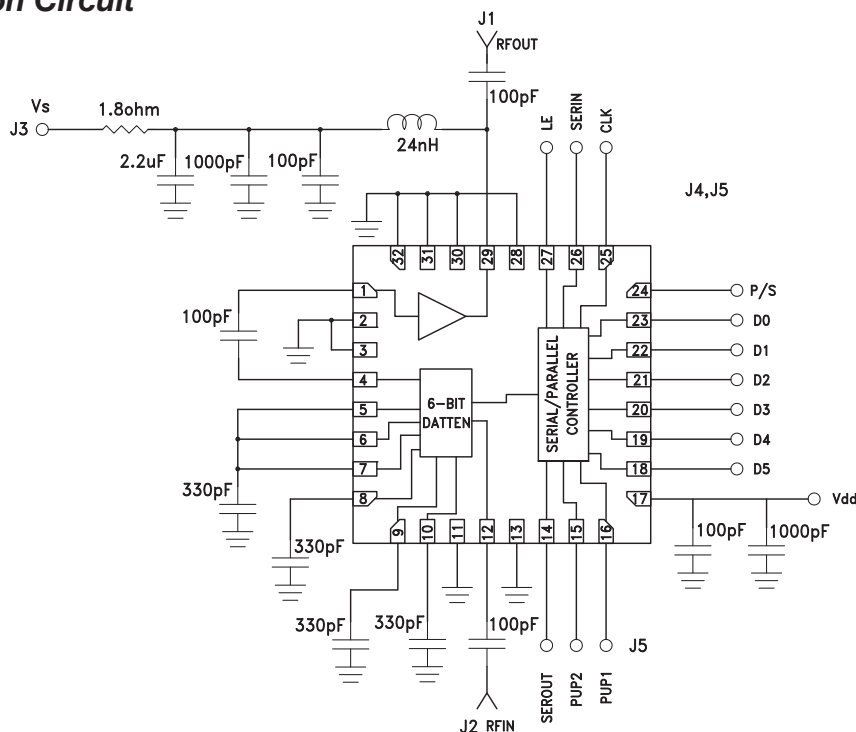 on Circuit
J1
RFOUT
100pF
Vs
J3
1.8ohm
24nH
2.2uF
1000pF
100pF
LE
SERIN
CLK
J4,J5
32
31
30
29
28
27
26
25
1
2
3
4
5
6
7
8
24
23
22
21
20
19
18
17
P/S
D0
D1
D2
D3
D4
D5
Vdd
100pF
6-BIT
DATTEN
SERIAL/PARALLEL
CONTROLLER
330pF
330pF
9
10
11
12
13
14
15
16
100pF
1000pF
330pF
330pF
100pF
J5
SEROUT
PUP2
PUP1
J2 RFIN